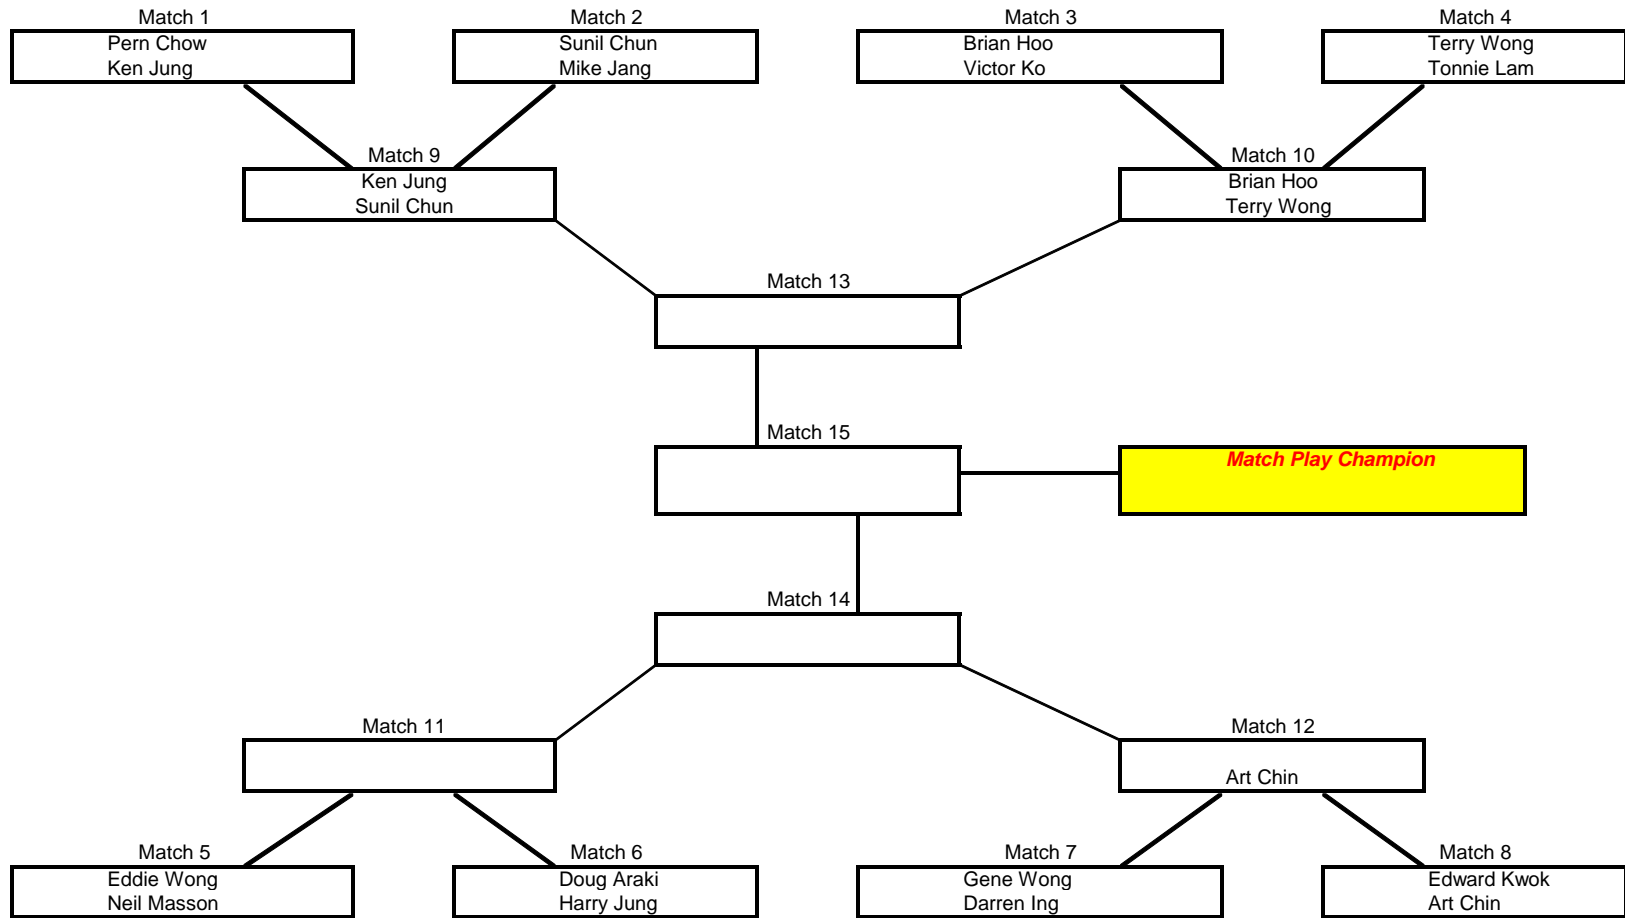 Match 1 Match 2 Match 3 Match 4
Pern Chow Sunil Chun Brian Hoo Terry Wong
Ken Jung Mike Jang Victor Ko Tonnie Lam
Match 9 Match 10
Ken Jung Brian Hoo
Sunil Chun Terry Wong
Match 13
Match 15
Match Play Champion
Match 14
Match 11 Match 12
Art Chin
Match 5 Match 6 Match 7 Match 8
Eddie Wong Doug Araki Gene Wong Edward Kwok
Neil Masson Harry Jung Darren Ing Art Chin